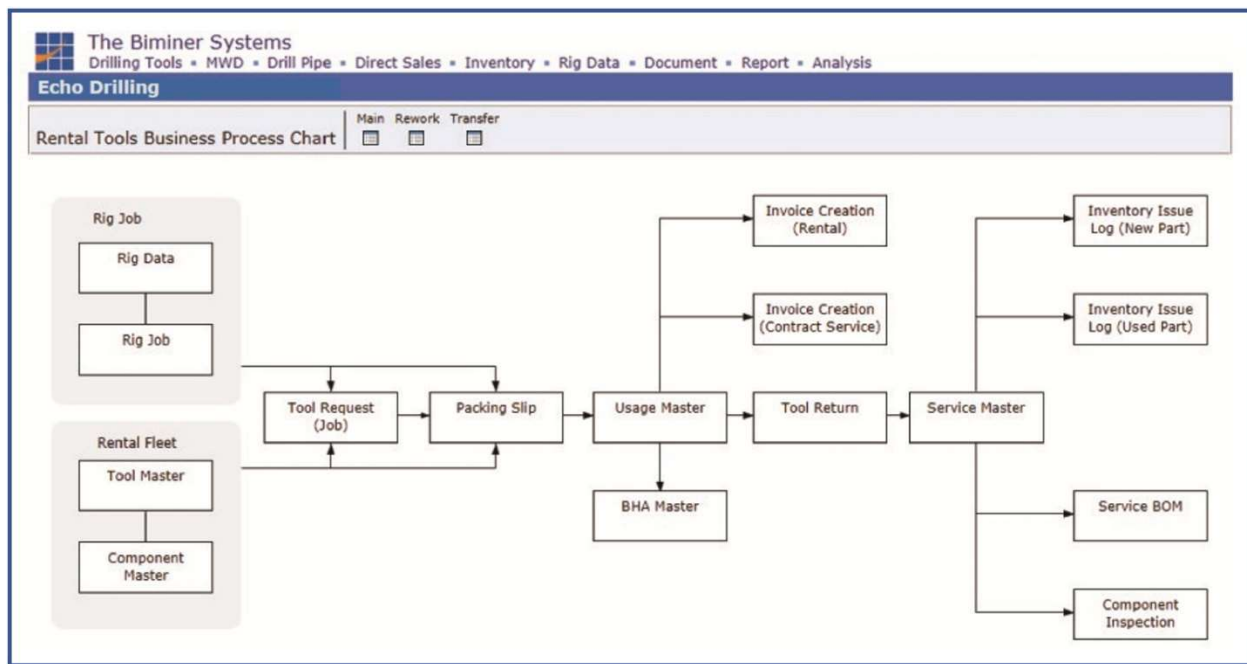 The Biminer Systems
Drilling Tools ▪ MWD ▪ Drill Pipe ▪ Direct Sales ▪ Inventory ▪ Rig Data ▪ Document ▪ Report ▪ Analysis
Echo Drilling
Rental Tools Business Process Chart
Main Rework Transfer
Rig Job
Rig Data
Rig Job
Rental Fleet
Tool Master
Component
Master
Tool Request
(Job)
Packing Slip
Usage Master
Invoice Creation
(Rental)
Invoice Creation
(Contract Service)
BHA Master
Tool Return
Service Master
Inventory Issue
Log (New Part)
Inventory Issue
Log (Used Part)
Service BOM
Component
Inspection